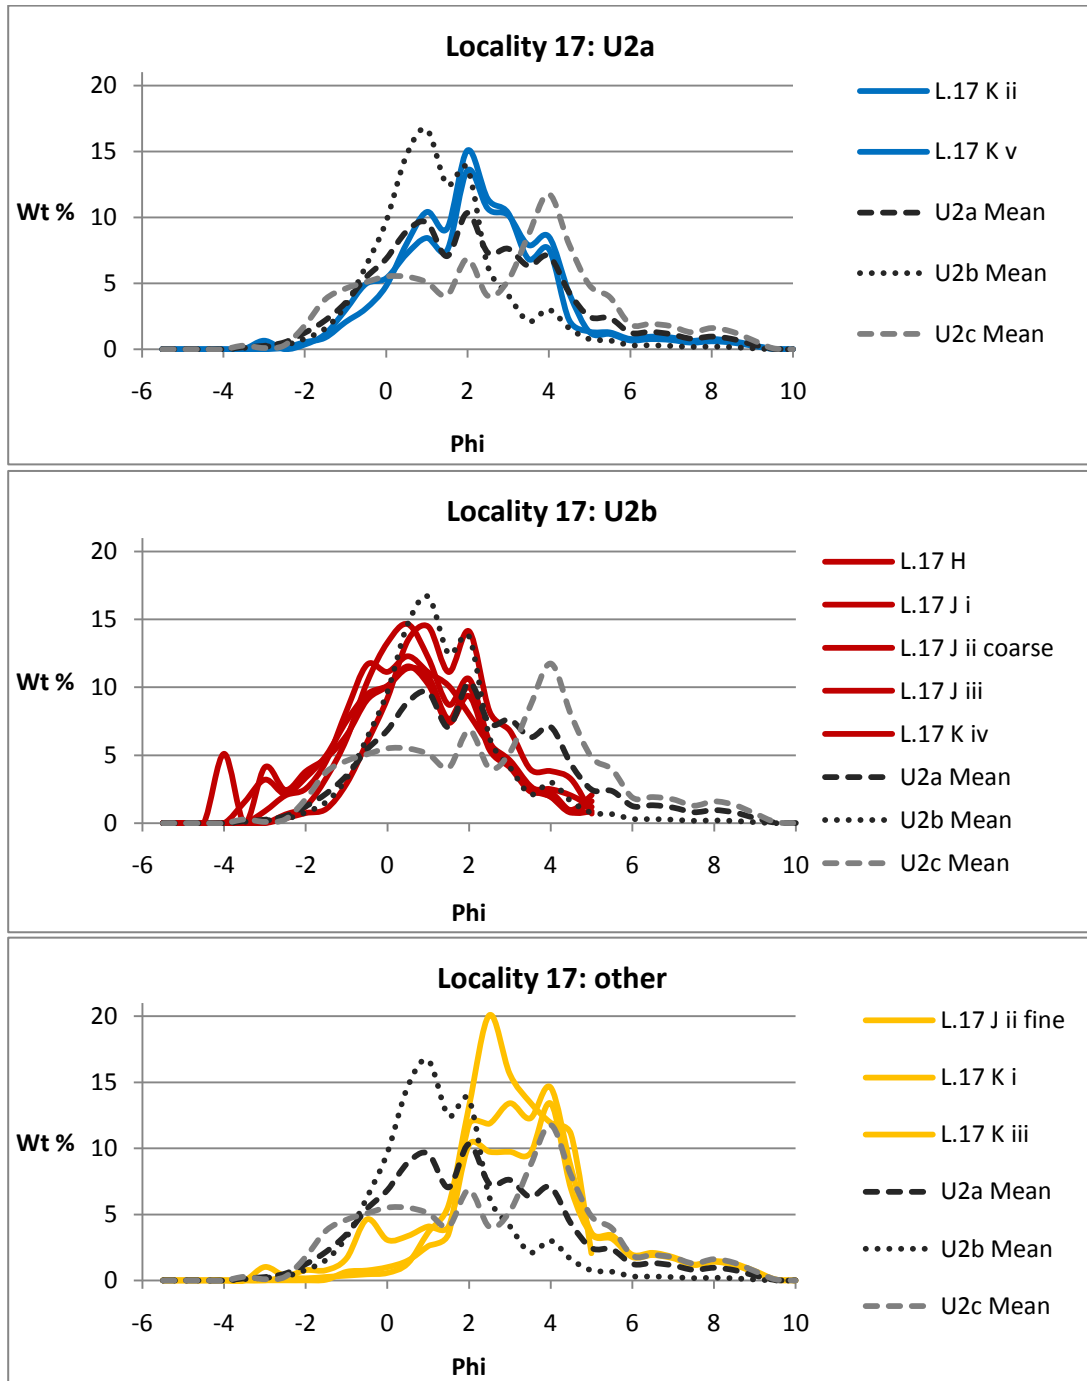 Locality 17: U2a
20
15
10
5
0
Wt %
-6 -4 -2 0 2 4 6 8 10
Phi
L.17 K ii
L.17 K v
U2a Mean
U2b Mean
U2c Mean
Locality 17: U2b
20
15
10
5
0
Wt %
-6 -4 -2 0 2 4 6 8 10
Phi
L.17 H
L.17 J i
L.17 J ii coarse
L.17 J iii
L.17 K iv
U2a Mean
U2b Mean
U2c Mean
Locality 17: other
20
15
10
5
0
Wt %
-6 -4 -2 0 2 4 6 8 10
Phi
L.17 J ii fine
L.17 K i
L.17 K iii
U2a Mean
U2b Mean
U2c Mean